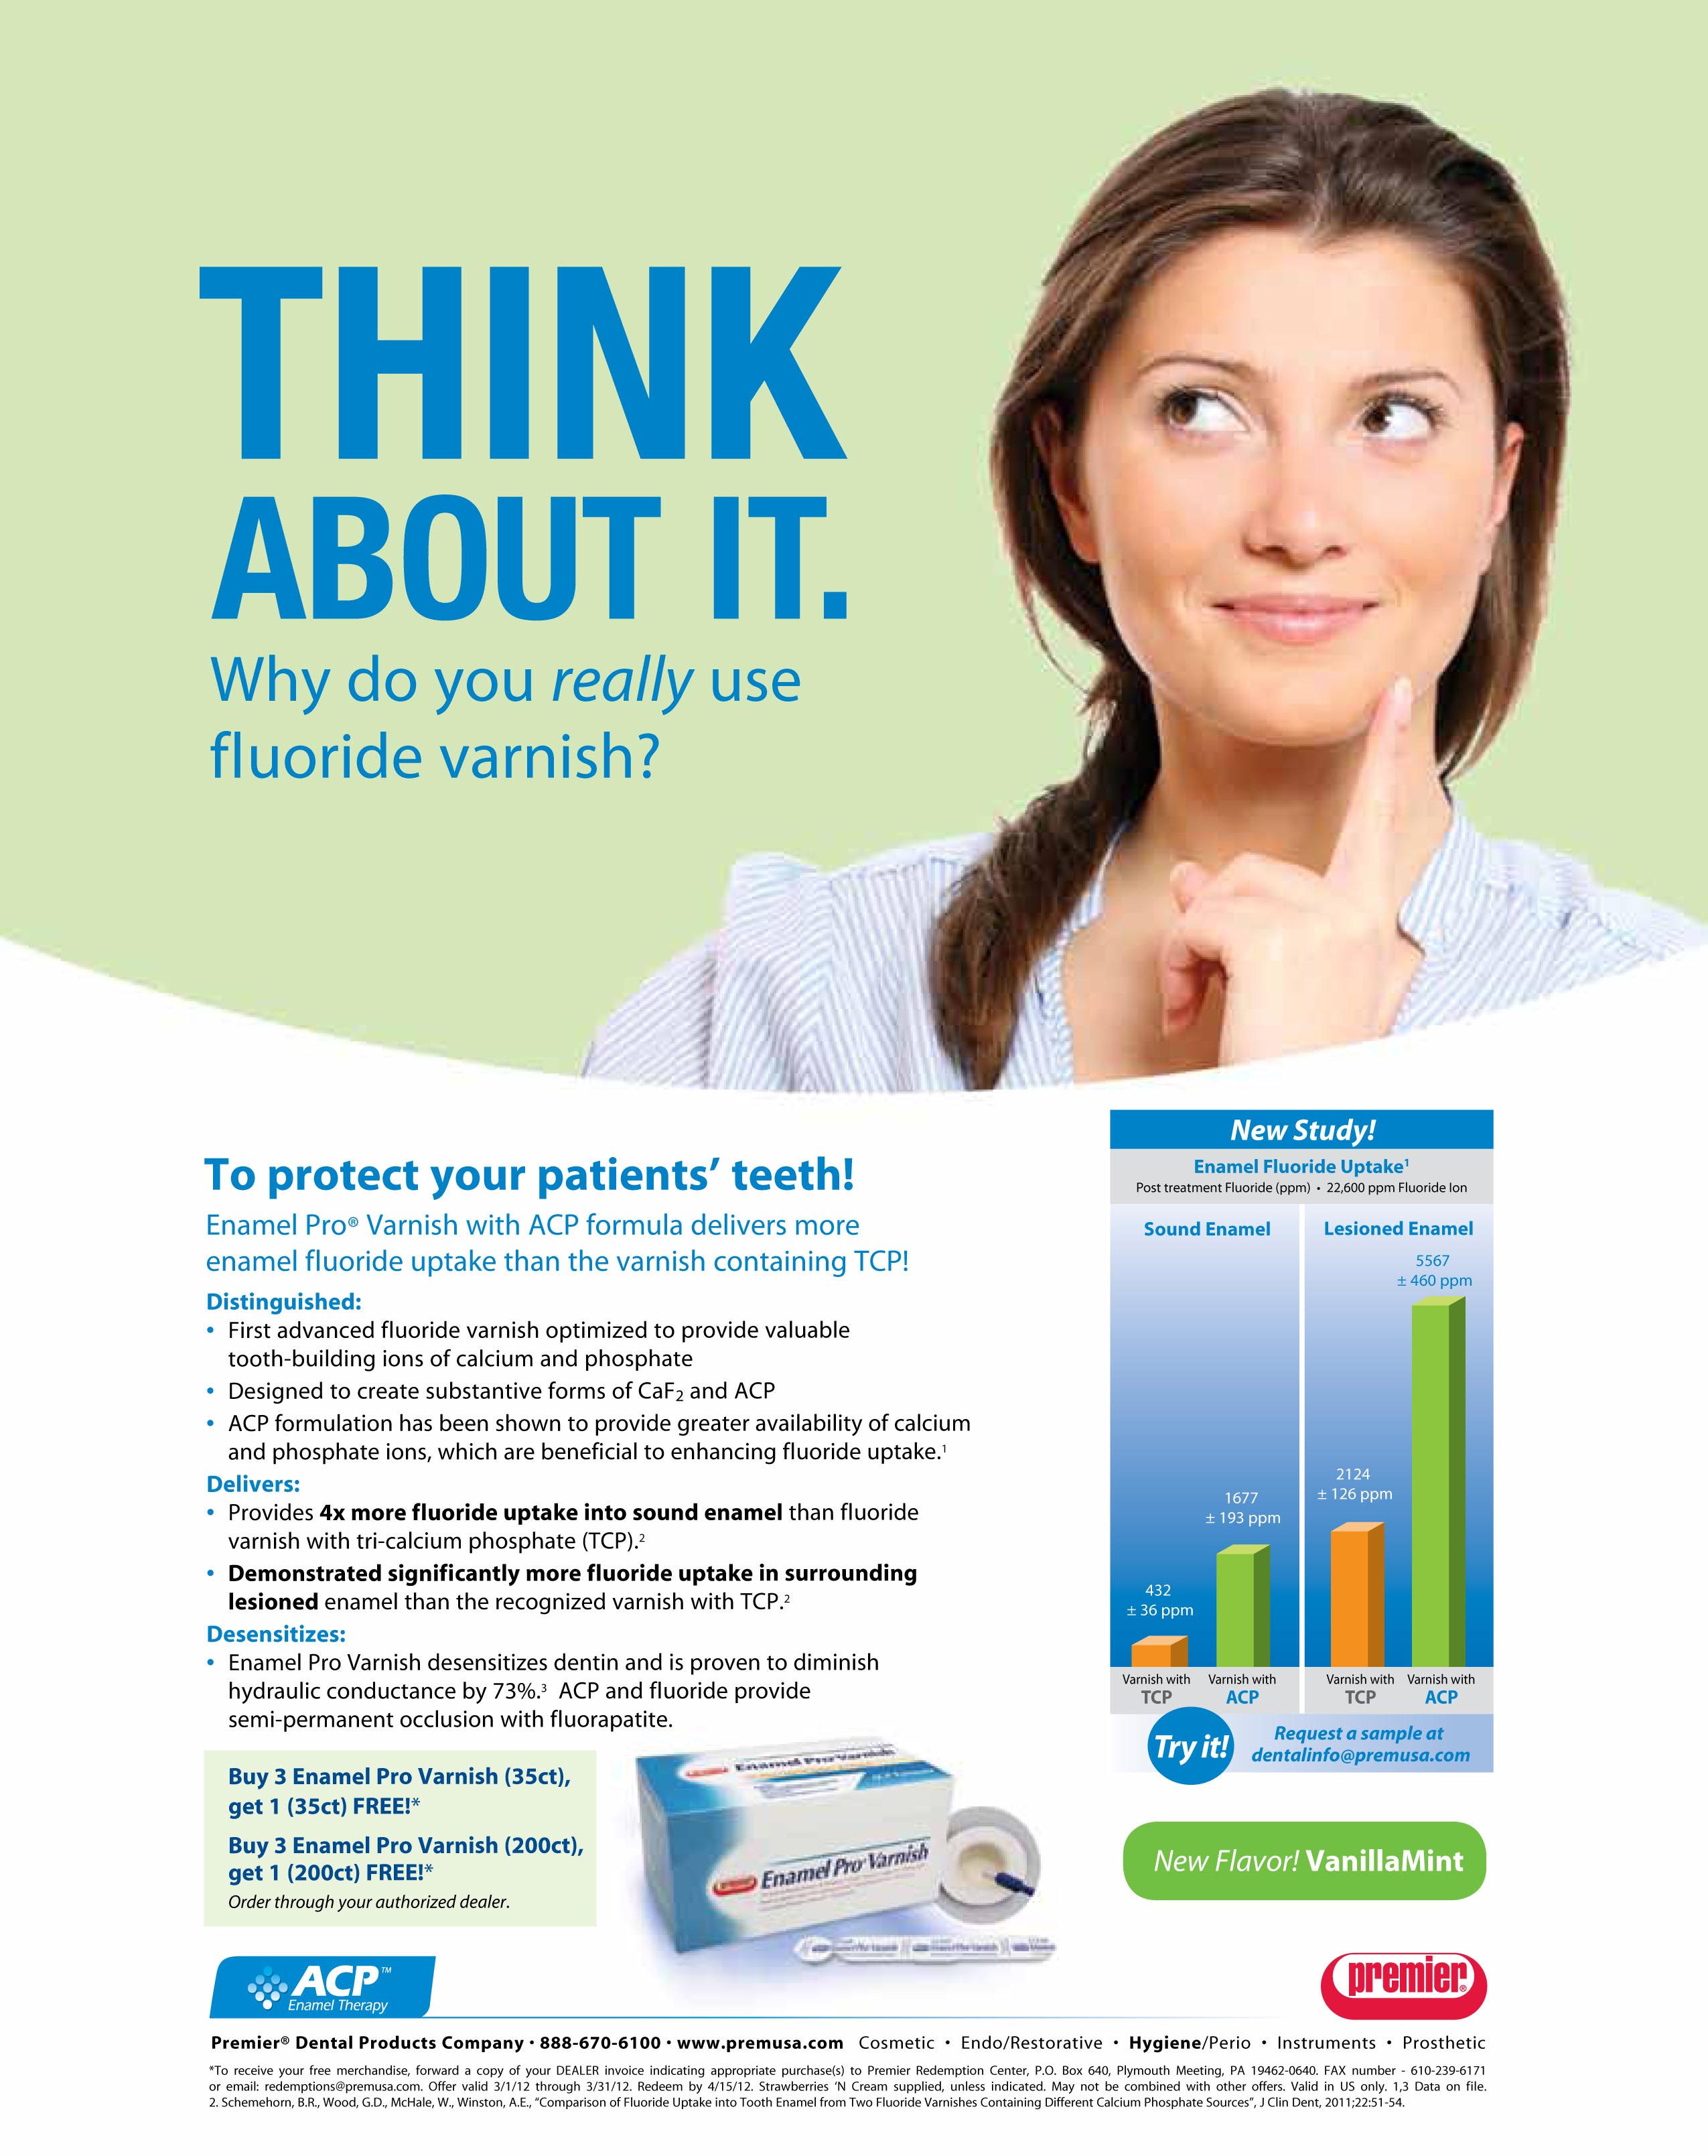 THINK
ABOUT IT.
Why do you really use
fluoride varnish?
To protect your patients’ teeth!
Enamel Pro® Varnish with ACP formula delivers more
enamel fluoride uptake than the varnish containing TCP!
Distinguished:
• First advanced fluoride varnish optimized to provide valuable
tooth-building ions of calcium and phosphate
• Designed to create substantive forms of CaF₂ and ACP
• ACP formulation has been shown to provide greater availability of calcium
and phosphate ions, which are beneficial to enhancing fluoride uptake.¹
Delivers:
• Provides 4x more fluoride uptake into sound enamel than fluoride
varnish with tri-calcium phosphate (TCP).²
• Demonstrated significantly more fluoride uptake in surrounding
lesioned enamel than the recognized varnish with TCP.²
Desensitizes:
• Enamel Pro Varnish desensitizes dentin and is proven to diminish
hydraulic conductance by 73%.³ ACP and fluoride provide
semi-permanent occlusion with fluorapatite.
New Study!
Enamel Fluoride Uptake¹
Post treatment Fluoride (ppm) • 22,600 ppm Fluoride Ion
Sound Enamel
Lesioned Enamel
5567
± 460 ppm
2124
± 126 ppm
1677
± 193 ppm
432
± 36 ppm
Varnish with
TCP
Varnish with
ACP
Varnish with
TCP
Varnish with
ACP
Try it!
Request a sample at
dentalinfo@premusa.com
Buy 3 Enamel Pro Varnish (35ct),
get 1 (35ct) FREE!*
Buy 3 Enamel Pro Varnish (200ct),
get 1 (200ct) FREE!*
Order through your authorized dealer.
Enamel Pro Varnish
Enamel Pro® Varnish
New Flavor! VanillaMint
ACP™
Enamel Therapy
premier®
Premier® Dental Products Company • 888-670-6100 • www.premusa.com Cosmetic • Endo/Restorative • Hygiene/Perio • Instruments • Prosthetic
*To receive your free merchandise, forward a copy of your DEALER invoice indicating appropriate purchase(s) to Premier Redemption Center, P.O. Box 640, Plymouth Meeting, PA 19462-0640. FAX number - 610-239-6171
or email: redemptions@premusa.com. Offer valid 3/1/12 through 3/31/12. Redeem by 4/15/12. Strawberries ‘N Cream supplied, unless indicated. May not be combined with other offers. Valid in US only. 1,3 Data on file.
2. Schemehorn, B.R., Wood, G.D., McHale, W., Winston, A.E., “Comparison of Fluoride Uptake into Tooth Enamel from Two Fluoride Varnishes Containing Different Calcium Phosphate Sources”, J Clin Dent, 2011;22:51-54.